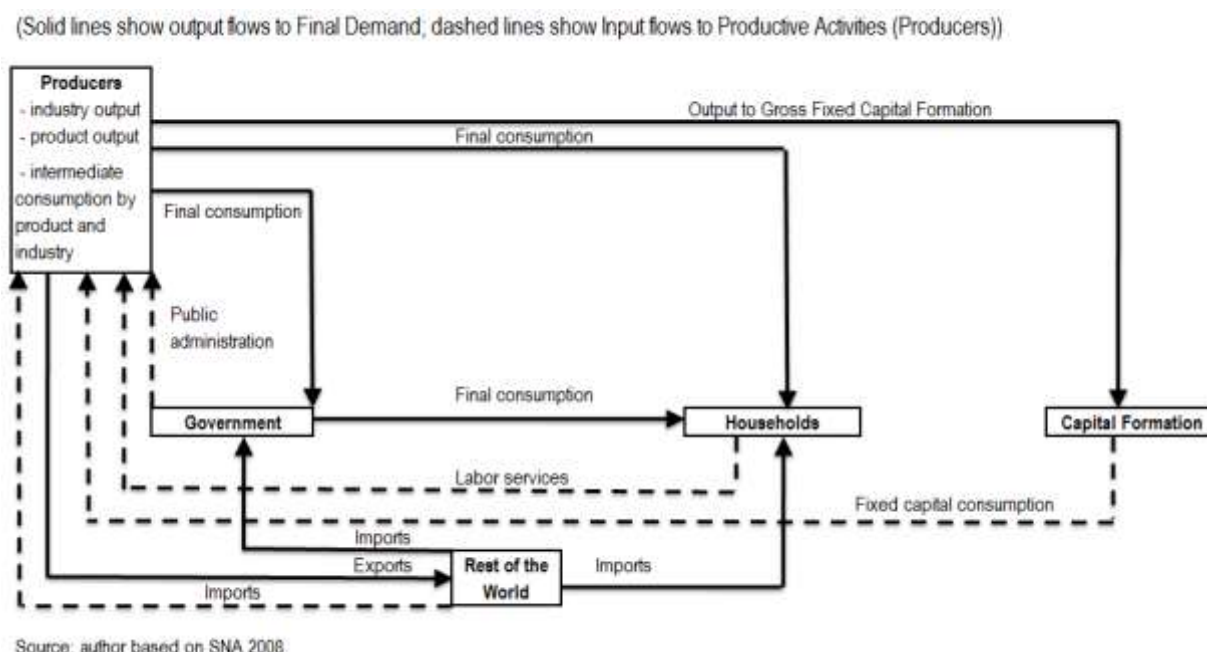 (Solid lines show output flows to Final Demand; dashed lines show Input flows to Productive Activities (Producers))
Producers
- industry output
- product output
- intermediate
consumption by
product and
industry
Output to Gross Fixed Capital Formation
Final consumption
Final consumption
Public
administration
Final consumption
Government
Households
Capital Formation
Labor services
Fixed capital consumption
Imports
Exports
Rest of the
World
Imports
Imports
Source: author based on SNA 2008